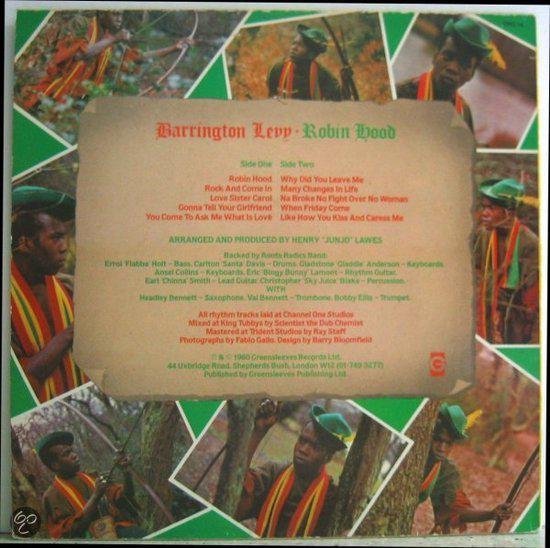 Barrington Levy - Robin Hood
Side One Side Two
Robin Hood Why Did You Leave Me
Rock And Come In Many Changes In Life
Love Sister Carol Na Broke No Fight Over No Woman
Gonna Tell Your Girlfriend When Friday Come
You Come To Ask Me What Is Love Like How You Kiss And Caress Me
ARRANGED AND PRODUCED BY HENRY "JUNJO" LAWES
Backed by Roots Radics Band:
Errol 'Flabba' Holt – Bass. Carlton 'Santa' Davis – Drums. Gladstone 'Gladdie' Anderson – Keyboards.
Ansel Collins – Keyboards. Eric 'Bingy Bunny' Lamont – Rhythm Guitar.
Earl 'Chinna' Smith – Lead Guitar. Christopher 'Sky Juice' Blake – Percussion.
WITH
Headley Bennett – Saxophone. Val Bennett – Trombone. Bobby Ellis – Trumpet.
All rhythm tracks laid at Channel One Studios
Mixed at King Tubbys by Scientist the Dub Chemist
Mastered at Trident Studios by Ray Staff
Photographs by Fablo Gallo. Design by Barry Bloomfield
℗ & © 1980 Greensleeves Records Ltd.
44 Uxbridge Road, Shepherds Bush, London W12 (01-749 3277)
Published by Greensleeves Publishing Ltd.
G